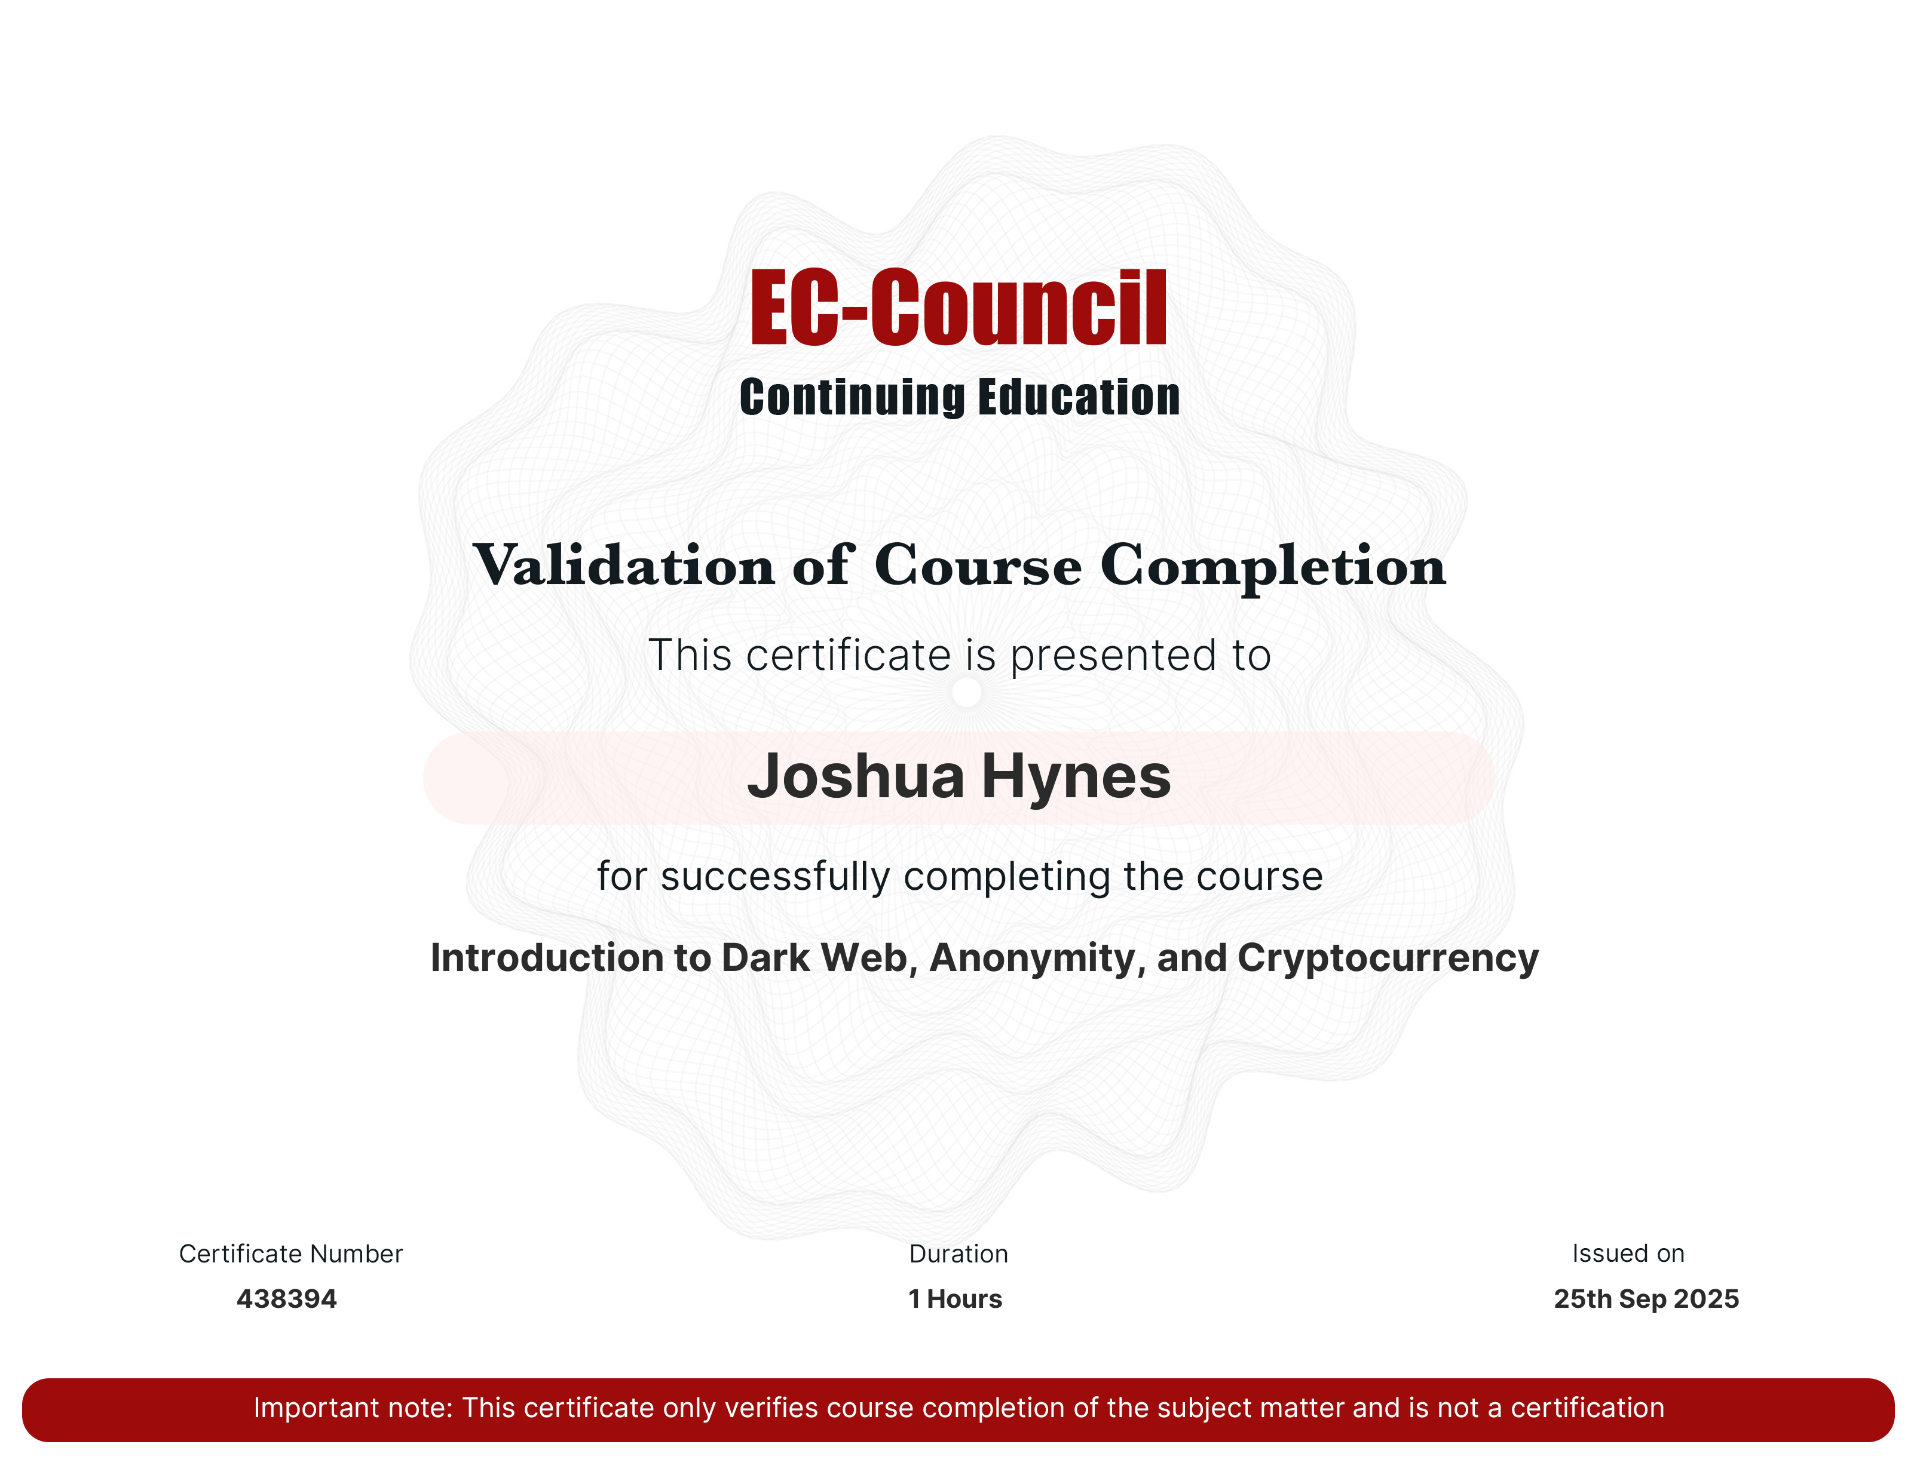 EC-Council
Continuing Education
Validation of Course Completion
This certificate is presented to
Joshua Hynes
for successfully completing the course
Introduction to Dark Web, Anonymity, and Cryptocurrency
Certificate Number
438394
Duration
1 Hours
Issued on
25th Sep 2025
Important note: This certificate only verifies course completion of the subject matter and is not a certification